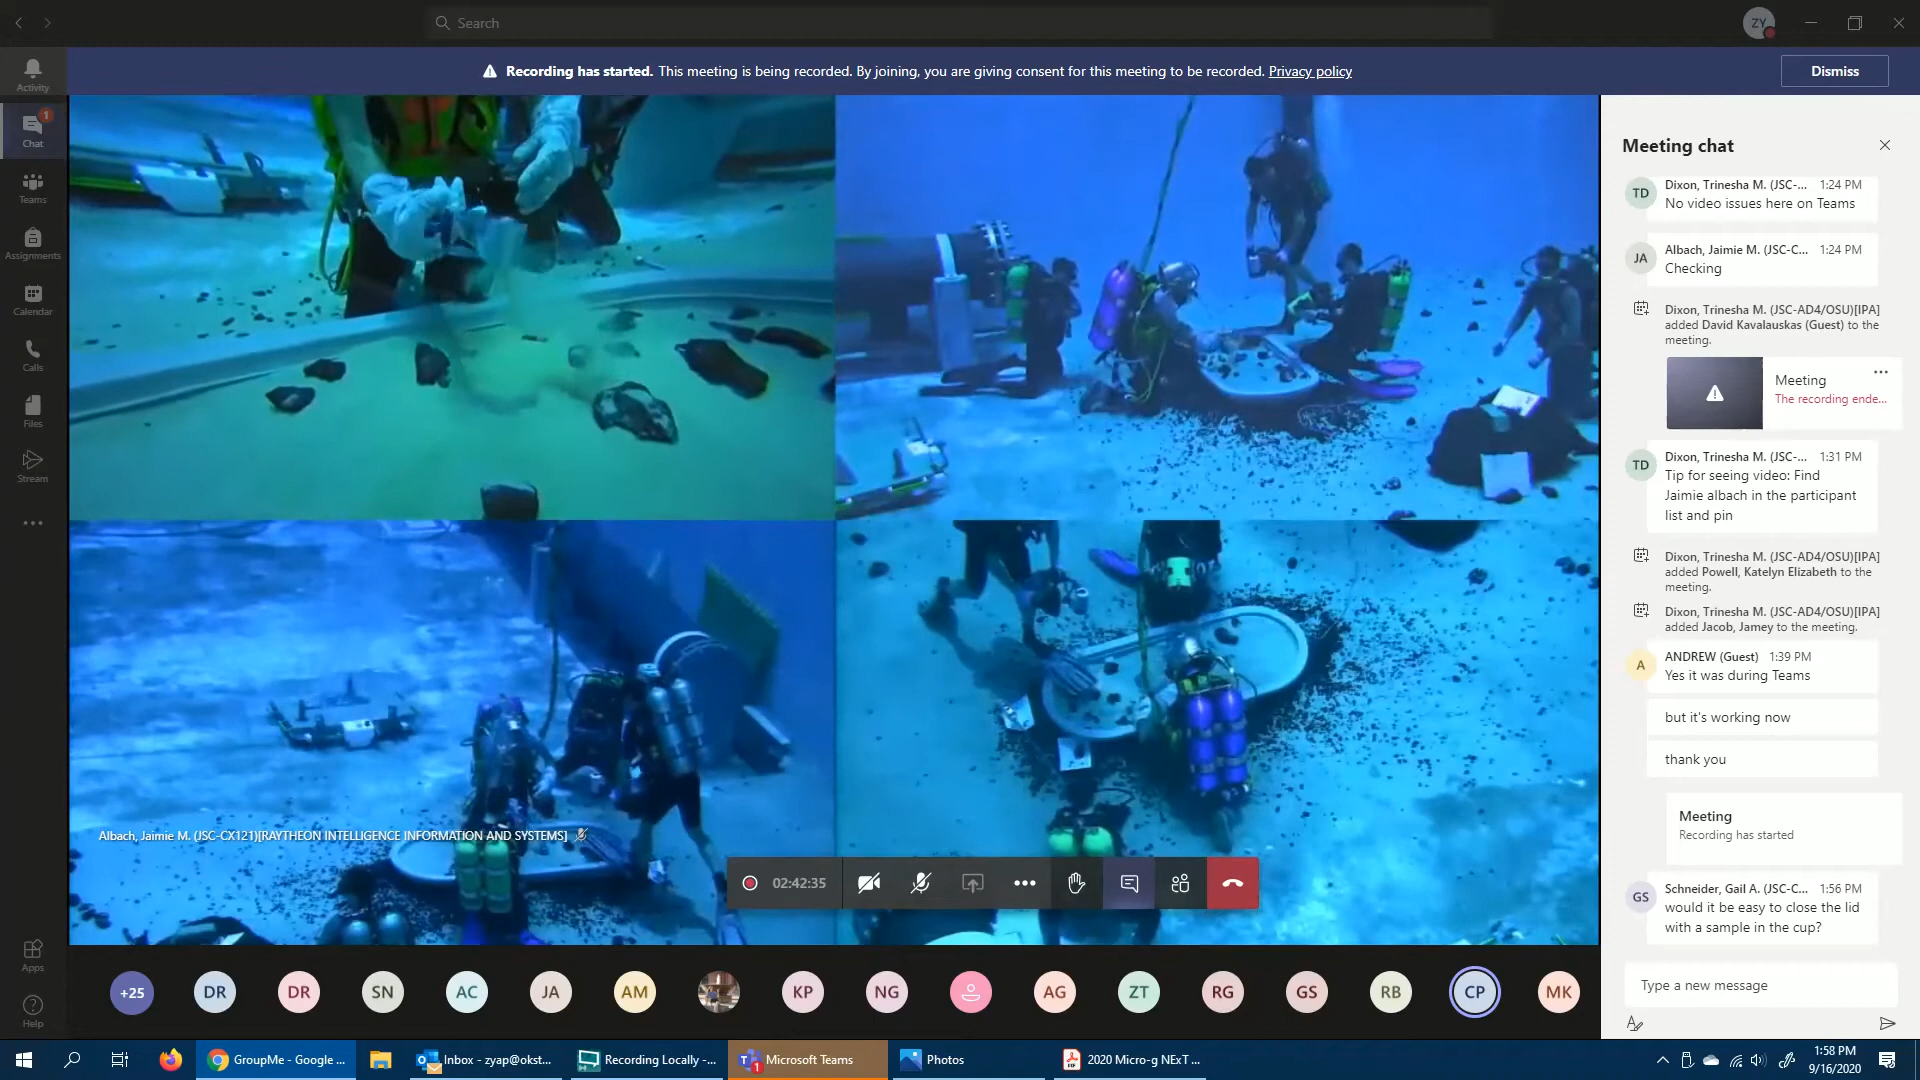 Search
ZY
Recording has started. This meeting is being recorded. By joining, you are giving consent for this meeting to be recorded. Privacy policy
Dismiss
Activity
1
Chat
Teams
Assignments
Calendar
Calls
Files
Stream
Apps
Help
Meeting chat
TD
Dixon, Trinesha M. (JSC-... 1:24 PM
No video issues here on Teams
JA
Albach, Jaimie M. (JSC-C... 1:24 PM
Checking
Dixon, Trinesha M. (JSC-AD4/OSU)[IPA]
added David Kavalauskas (Guest) to the
meeting.
Meeting
The recording ende...
TD
Dixon, Trinesha M. (JSC-... 1:31 PM
Tip for seeing video: Find
Jaimie albach in the participant
list and pin
Dixon, Trinesha M. (JSC-AD4/OSU)[IPA]
added Powell, Katelyn Elizabeth to the
meeting.
Dixon, Trinesha M. (JSC-AD4/OSU)[IPA]
added Jacob, Jamey to the meeting.
A
ANDREW (Guest) 1:39 PM
Yes it was during Teams
but it's working now
thank you
Meeting
Recording has started
GS
Schneider, Gail A. (JSC-C... 1:56 PM
would it be easy to close the lid
with a sample in the cup?
Type a new message
Albach, Jaimie M. (JSC-CX121)[RAYTHEON INTELLIGENCE INFORMATION AND SYSTEMS]
02:42:35
+25 DR DR SN AC JA AM KP NG AG ZT RG GS RB CP MK
GroupMe - Google ...
Inbox - zyap@okst...
Recording Locally -...
1
Microsoft Teams
Photos
2020 Micro-g NExT ...
1:58 PM
9/16/2020